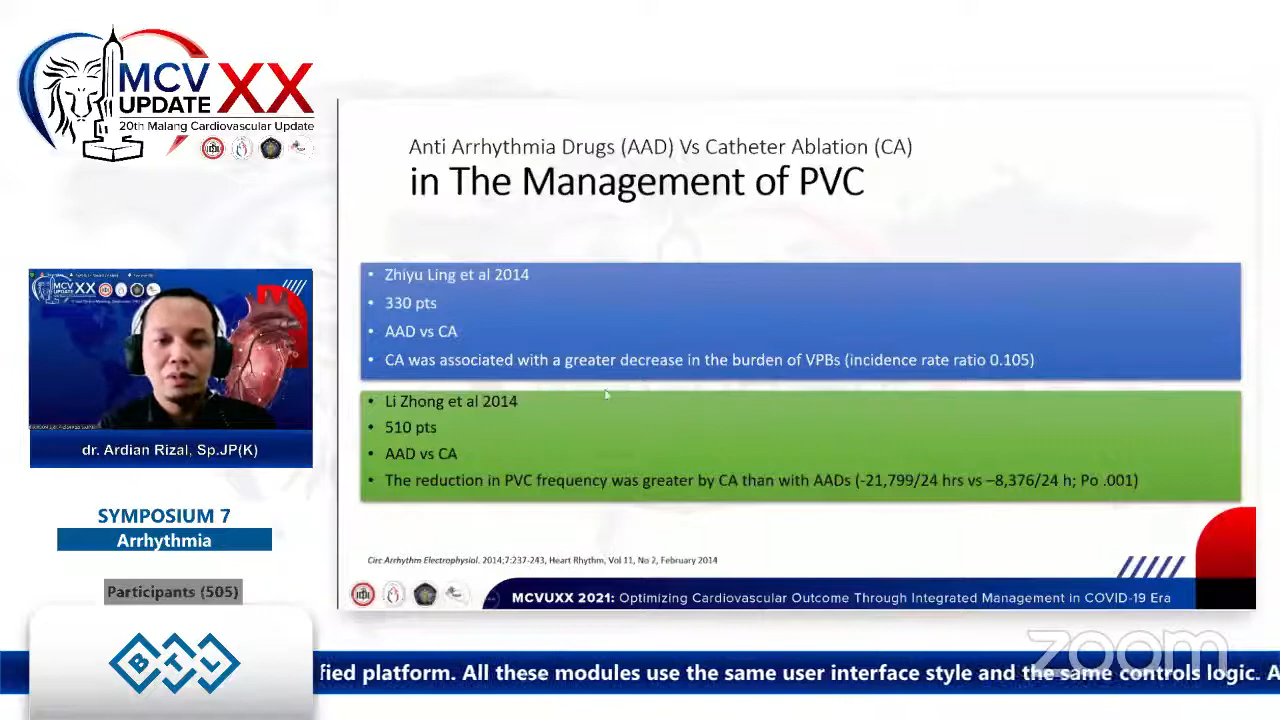 MCV
UPDATE
XX
20th Malang Cardiovascular Update
Anti Arrhythmia Drugs (AAD) Vs Catheter Ablation (CA)
in The Management of PVC
• Zhiyu Ling et al 2014
• 330 pts
• AAD vs CA
• CA was associated with a greater decrease in the burden of VPBs (incidence rate ratio 0.105)
• Li Zhong et al 2014
• 510 pts
• AAD vs CA
• The reduction in PVC frequency was greater by CA than with AADs (-21,799/24 hrs vs –8,376/24 h; Po .001)
Circ Arrhythm Electrophysiol. 2014;7:237-243, Heart Rhythm, Vol 11, No 2, February 2014
MCVUXX 2021: Optimizing Cardiovascular Outcome Through Integrated Management in COVID-19 Era
MCV
UPDATE
XX
dr. Ardian Rizal, Sp.JP(K)
SYMPOSIUM 7
Arrhythmia
Participants (505)
BTL
zoom
fied platform. All these modules use the same user interface style and the same controls logic. A